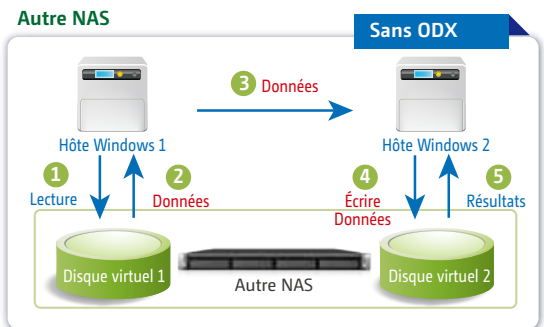 Autre NAS
Sans ODX
3 Données
Hôte Windows 1
Hôte Windows 2
1
Lecture
2
Données
4
Écrire
Données
5
Résultats
Disque virtuel 1
Autre NAS
Disque virtuel 2